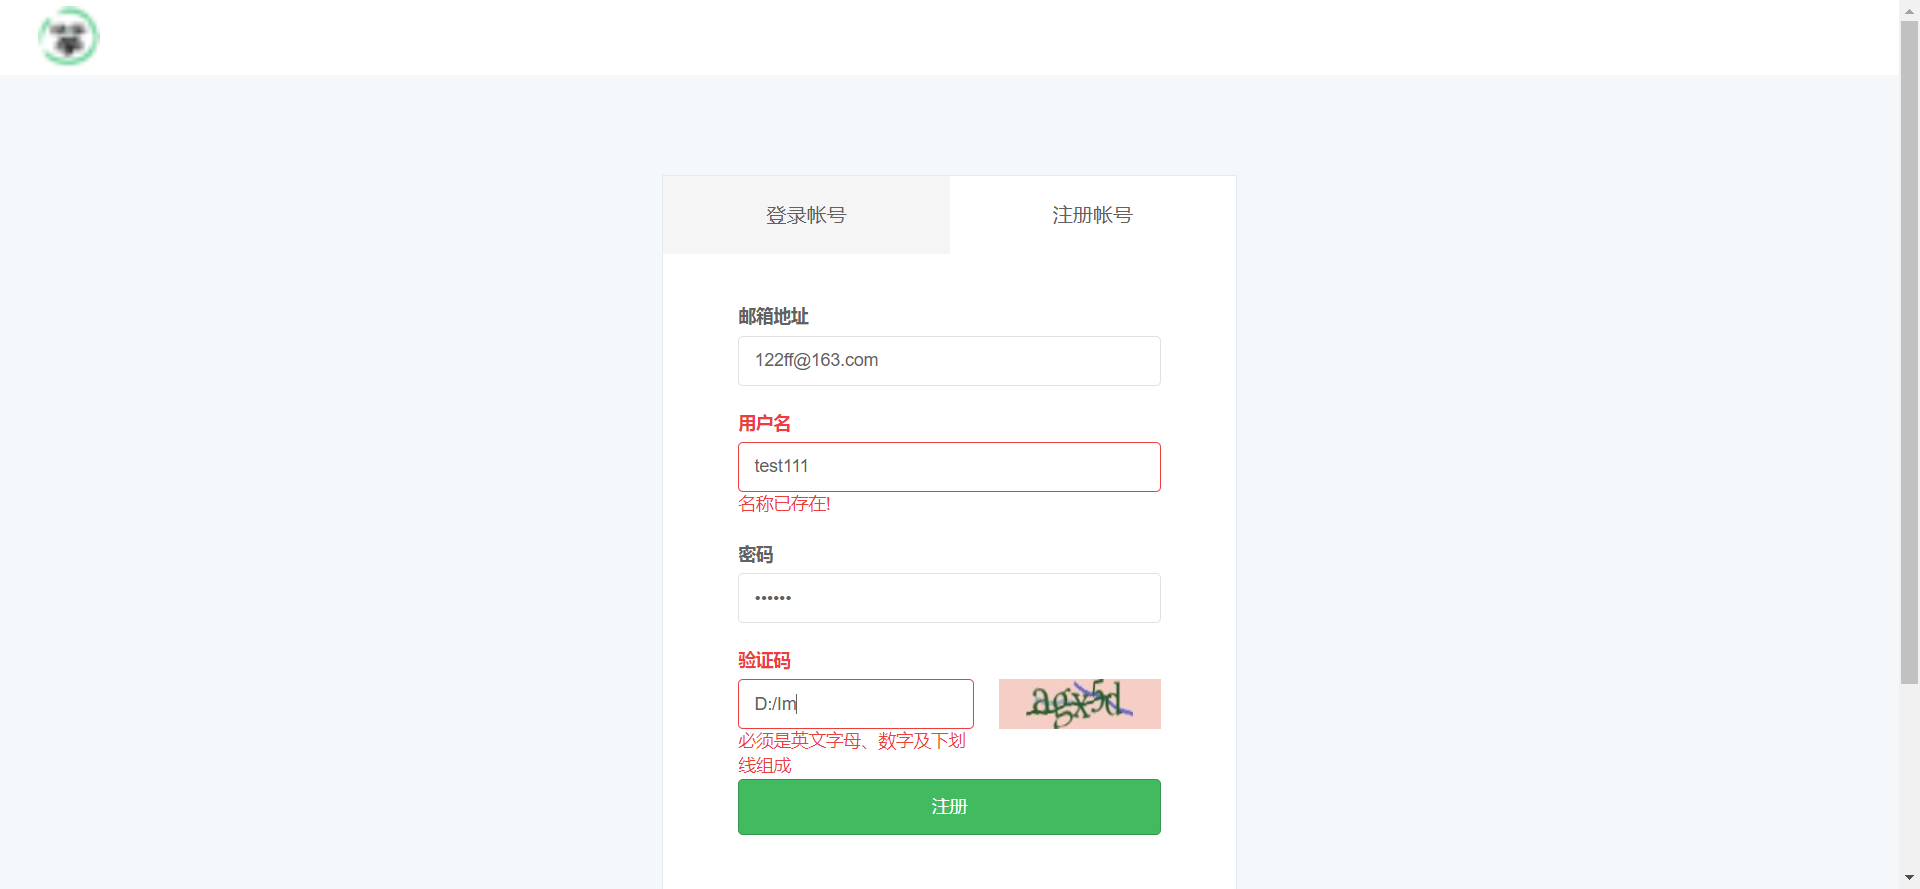 登录帐号
注册帐号
邮箱地址
122ff@163.com
用户名
test111
名称已存在!
密码
••••••
验证码
D:/Im
agx5d
必须是英文字母、数字及下划
线组成
注册